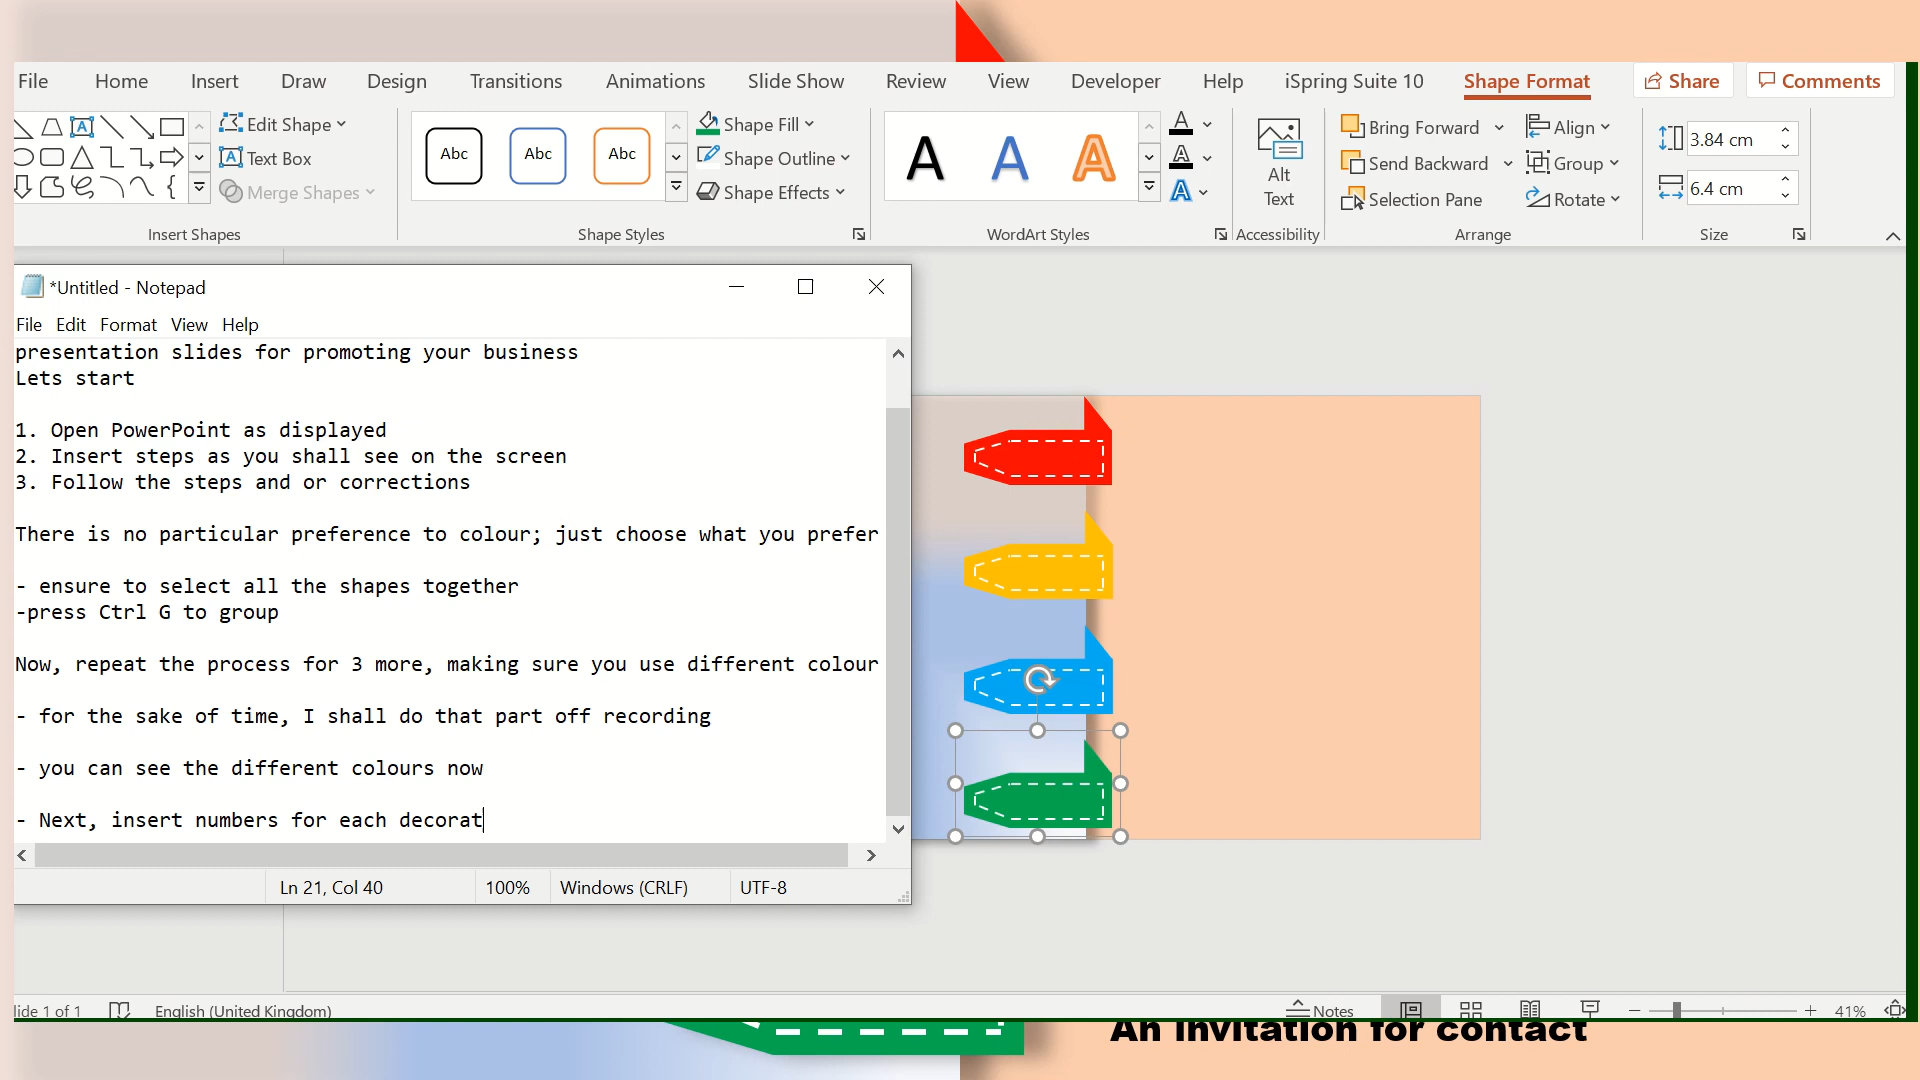 File Home Insert Draw Design Transitions Animations Slide Show Review View Developer Help iSpring Suite 10 Shape Format Share Comments
Edit Shape
Text Box
Merge Shapes
Insert Shapes
Abc Abc Abc
Shape Fill
Shape Outline
Shape Effects
Shape Styles
A A A
A
A
A
WordArt Styles
Alt
Text
Accessibility
Bring Forward
Send Backward
Selection Pane
Align
Group
Rotate
Arrange
3.84 cm
6.4 cm
Size
*Untitled - Notepad
File Edit Format View Help
presentation slides for promoting your business
Lets start
1. Open PowerPoint as displayed
2. Insert steps as you shall see on the screen
3. Follow the steps and or corrections
There is no particular preference to colour; just choose what you prefer
- ensure to select all the shapes together
-press Ctrl G to group
Now, repeat the process for 3 more, making sure you use different colour
- for the sake of time, I shall do that part off recording
- you can see the different colours now
- Next, insert numbers for each decorat
Ln 21, Col 40 100% Windows (CRLF) UTF-8
lide 1 of 1 English (United Kingdom) Notes 41%
An invitation for contact